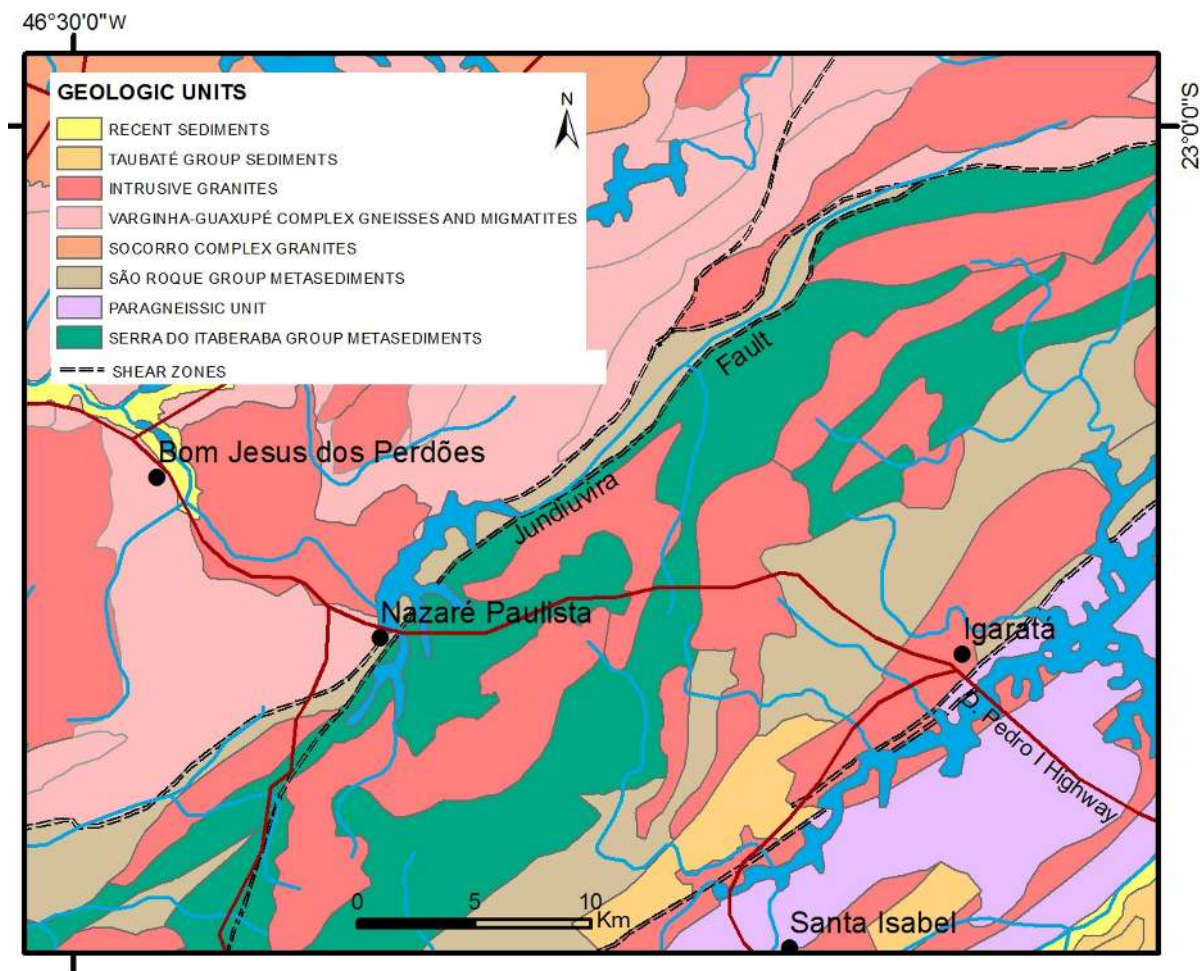 46°30'0"W
GEOLOGIC UNITS
N
RECENT SEDIMENTS
TAUBATÉ GROUP SEDIMENTS
INTRUSIVE GRANITES
VARGINHA-GUAXUPÉ COMPLEX GNEISSES AND MIGMATITES
SOCORRO COMPLEX GRANITES
SÃO ROQUE GROUP METASEDIMENTS
PARAGNEISSIC UNIT
SERRA DO ITABERABA GROUP METASEDIMENTS
SHEAR ZONES
23°0'0"S
Fault
Bom Jesus dos Perdões
Jundiuvira
Nazaré Paulista
Igaratá
D. Pedro I Highway
0 5 10
Km
Santa Isabel